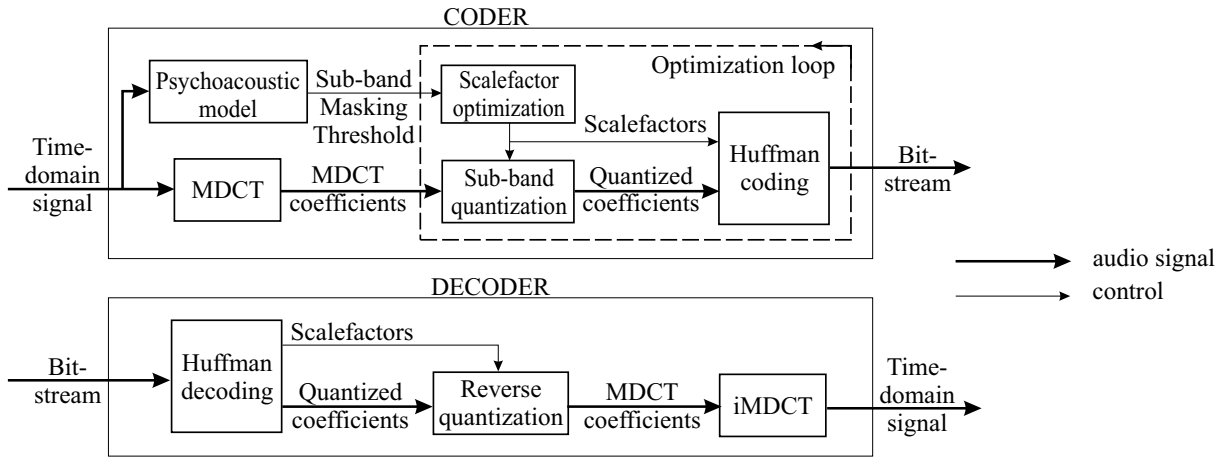 CODER
Optimization loop
Psychoacoustic
model
Sub-band
Masking
Threshold
Scalefactor
optimization
Scalefactors
Time-
domain
signal
MDCT
MDCT
coefficients
Sub-band
quantization
Quantized
coefficients
Huffman
coding
Bit-
stream
audio signal
control
DECODER
Bit-
stream
Huffman
decoding
Scalefactors
Quantized
coefficients
Reverse
quantization
MDCT
coefficients
iMDCT
Time-
domain
signal